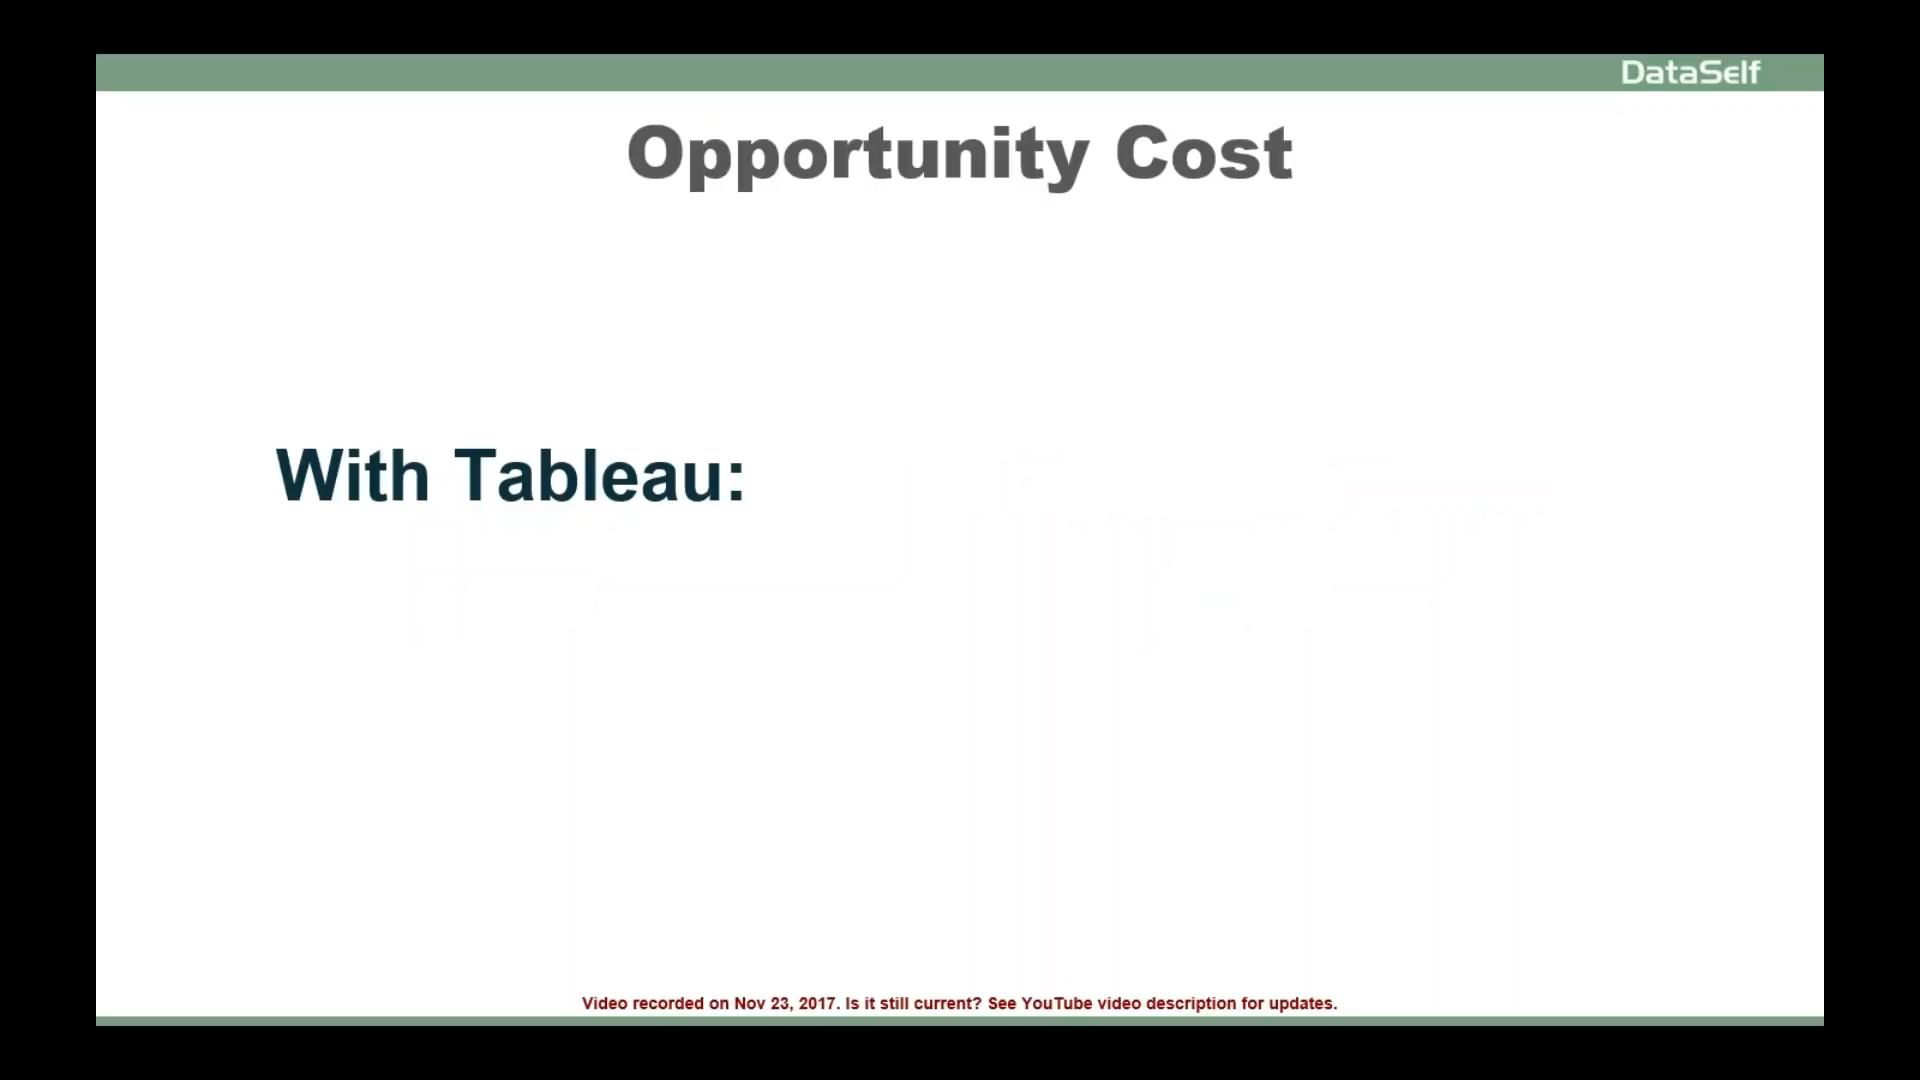 DataSelf
Opportunity Cost
With Tableau:
Video recorded on Nov 23, 2017. Is it still current? See YouTube video description for updates.